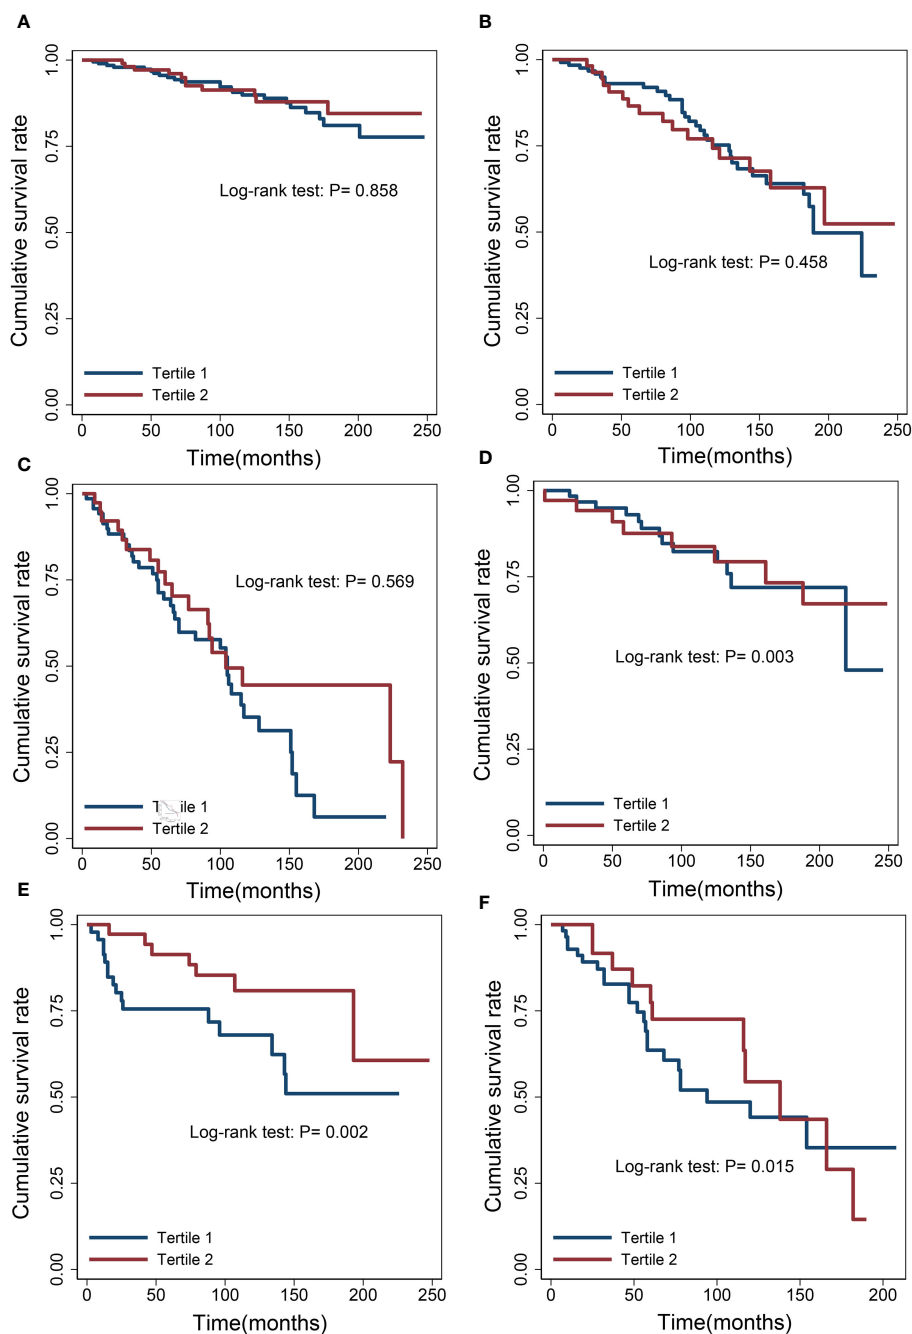 A
Cumulative survival rate
1.00
0.75
0.50
0.25
0.00
Log-rank test: P= 0.858
Tertile 1
Tertile 2
0 50 100 150 200 250
Time(months)
B
Cumulative survival rate
1.00
0.75
0.50
0.25
0.00
Log-rank test: P= 0.458
Tertile 1
Tertile 2
0 50 100 150 200 250
Time(months)
C
Cumulative survival rate
1.00
0.75
0.50
0.25
0.00
Log-rank test: P= 0.569
T ile 1
Tertile 2
0 50 100 150 200 250
Time(months)
D
Cumulative survival rate
1.00
0.75
0.50
0.25
0.00
Log-rank test: P= 0.003
Tertile 1
Tertile 2
0 50 100 150 200 250
Time(months)
E
Cumulative survival rate
1.00
0.75
0.50
0.25
0.00
Log-rank test: P= 0.002
Tertile 1
Tertile 2
0 50 100 150 200 250
Time(months)
F
Cumulative survival rate
1.00
0.75
0.50
0.25
0.00
Log-rank test: P= 0.015
Tertile 1
Tertile 2
0 50 100 150 200
Time(months)